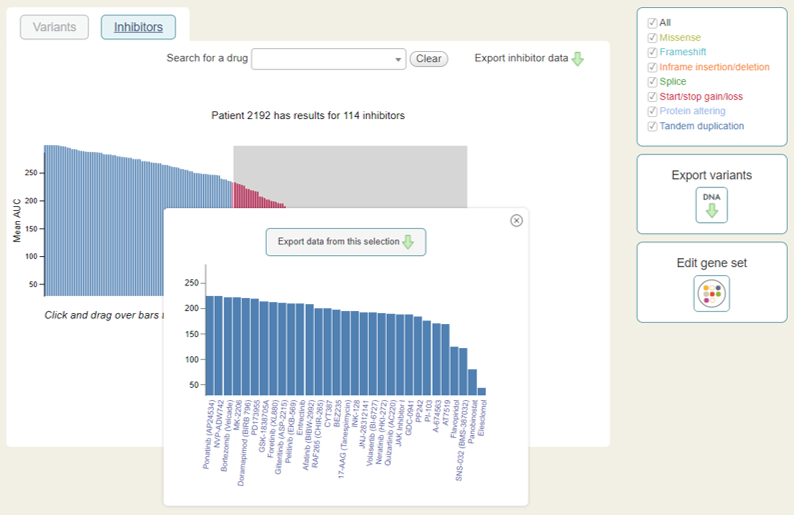 Variants
Inhibitors
Search for a drug
Clear
Export inhibitor data
Patient 2192 has results for 114 inhibitors
Mean AUC
250
200
150
100
50
Click and drag over bars
Export data from this selection
250
200
150
100
50
Ponatinib (AP24534)
NVP-ADW742
Bortezomib (Velcade)
MK-2206
Doramapimod (BIRB 796)
PD173955
GSK-1838705A
Foretinib (XL880)
Gilteritinib (ASP-2215)
Pelitinib (EKB-569)
Entrectinib
Afatinib (BIBW-2992)
RAF265 (CHIR-265)
CYT387
BEZ235
17-AAG (Tanespimycin)
INK-128
JNJ-28312141
Volasertib (BI-6727)
Neratinib (HKI-272)
Quizartinib (AC220)
JAK Inhibitor I
GDC-0941
PP242
PI-103
A-674563
AT7519
Flavopiridol
SNS-032 (BMS-387032)
Panobinostat
Elesclomol
All
Missense
Frameshift
Inframe insertion/deletion
Splice
Start/stop gain/loss
Protein altering
Tandem duplication
Export variants
DNA
Edit gene set